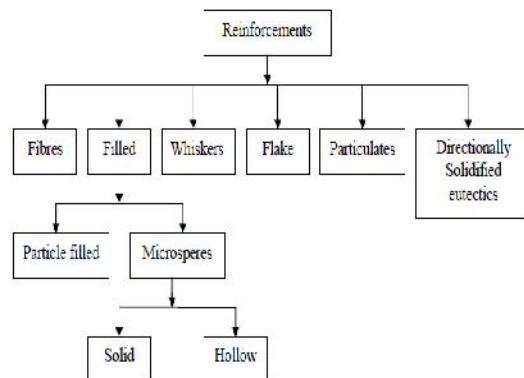 Reinforcements
Fibres
Filled
Whiskers
Flake
Particulates
Directionally
Solidified
eutectics
Particle filled
Microsperes
Solid
Hollow